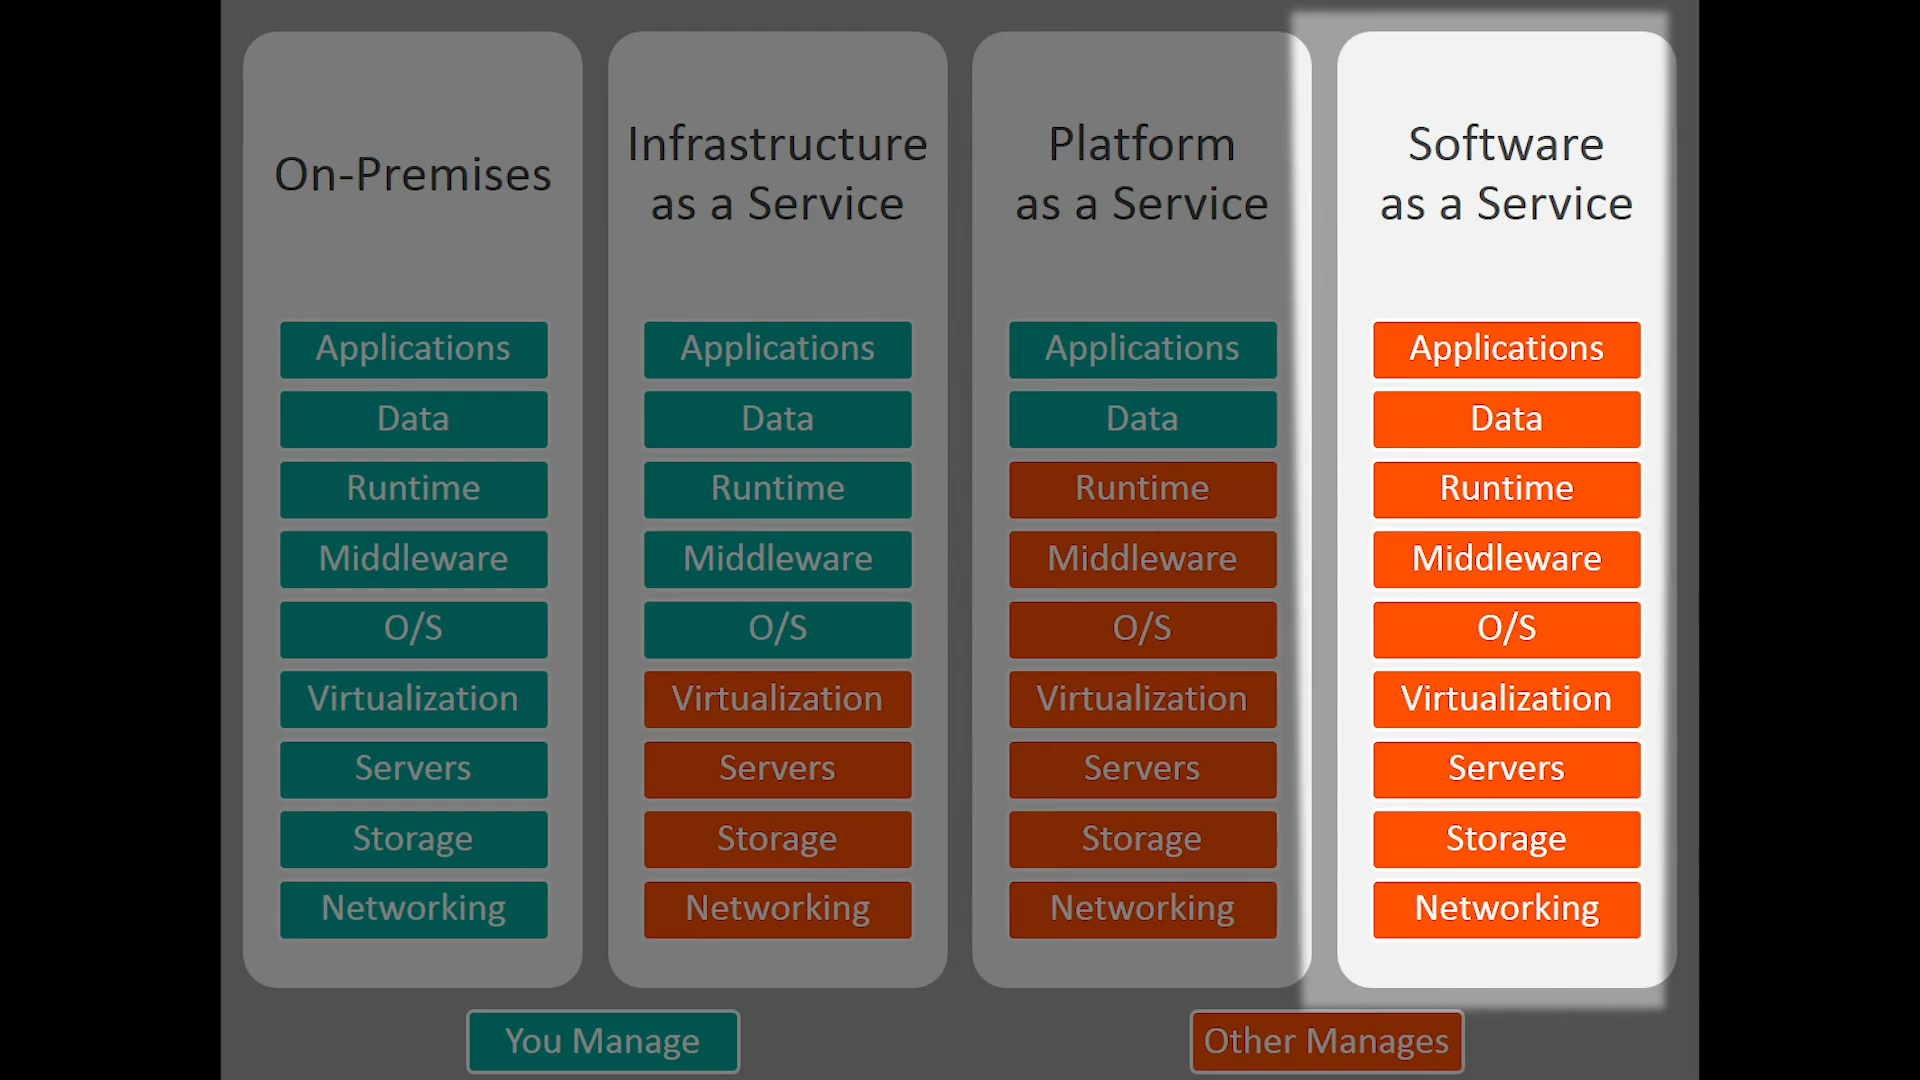 On-Premises
Applications
Data
Runtime
Middleware
O/S
Virtualization
Servers
Storage
Networking
Infrastructure
as a Service
Applications
Data
Runtime
Middleware
O/S
Virtualization
Servers
Storage
Networking
Platform
as a Service
Applications
Data
Runtime
Middleware
O/S
Virtualization
Servers
Storage
Networking
Software
as a Service
Applications
Data
Runtime
Middleware
O/S
Virtualization
Servers
Storage
Networking
You Manage
Other Manages